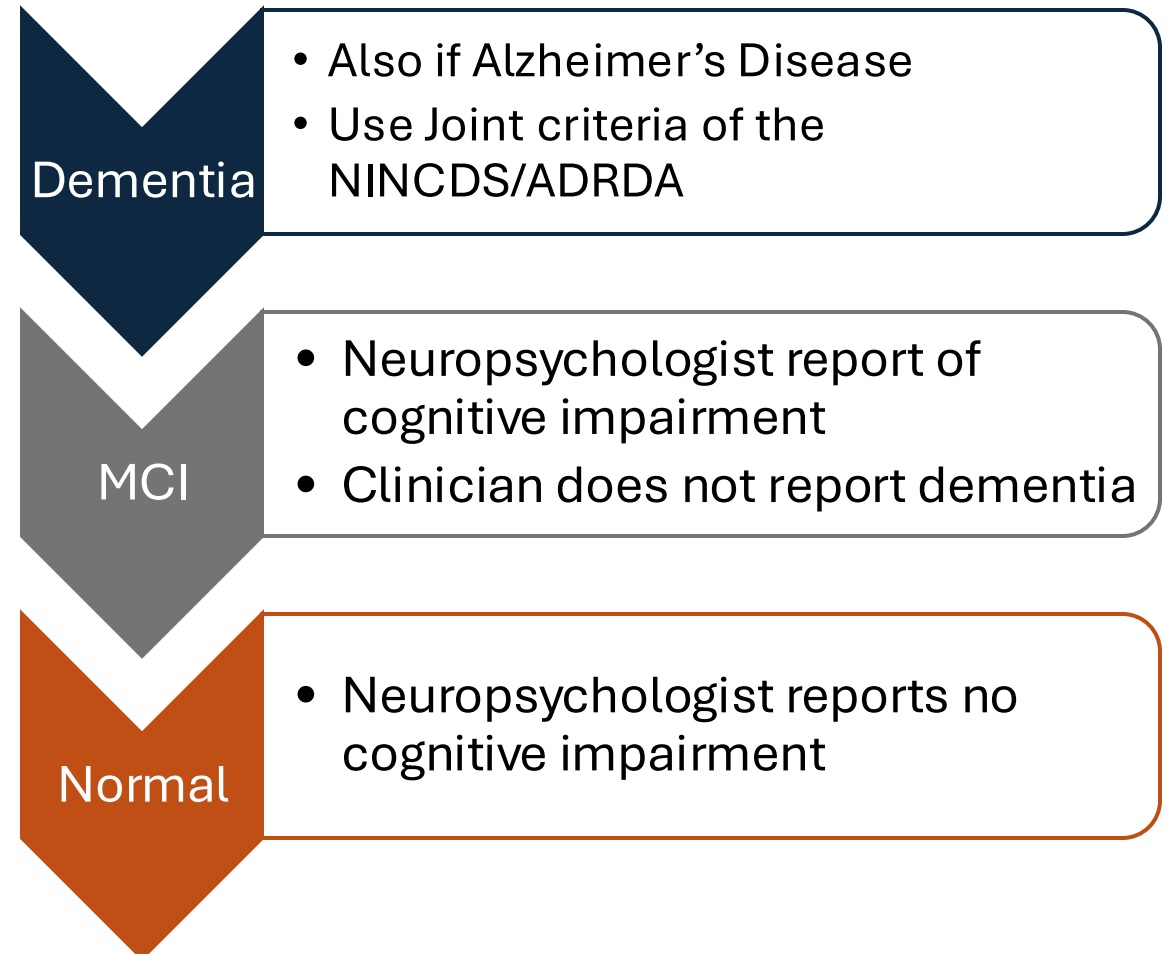 Dementia
• Also if Alzheimer’s Disease
• Use Joint criteria of the
NINCDS/ADRDA
MCI
• Neuropsychologist report of
cognitive impairment
• Clinician does not report dementia
Normal
• Neuropsychologist reports no
cognitive impairment